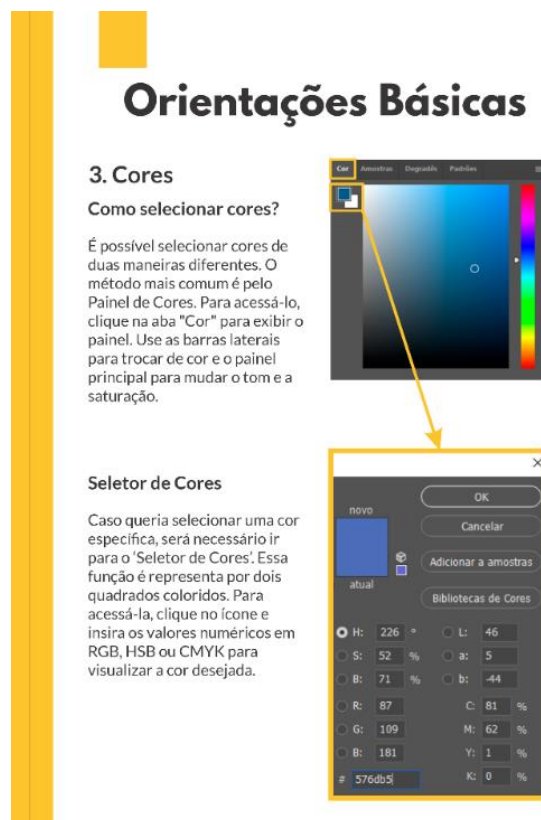 Orientações Básicas
3. Cores
Como selecionar cores?
É possível selecionar cores de
duas maneiras diferentes. O
método mais comum é pelo
Painel de Cores. Para acessá-lo,
clique na aba "Cor" para exibir o
painel. Use as barras laterais
para trocar de cor e o painel
principal para mudar o tom e a
saturação.
Cor Amostras Degradês Padrões
Seletor de Cores
Caso queria selecionar uma cor
específica, será necessário ir
para o ‘Seletor de Cores’. Essa
função é representa por dois
quadrados coloridos. Para
acessá-la, clique no ícone e
insira os valores numéricos em
RGB, HSB ou CMYK para
visualizar a cor desejada.
novo
atual
OK
Cancelar
Adicionar a amostras
Bibliotecas de Cores
H: 226 ° L: 46
S: 52 % a: 5
B: 71 % b: -44
R: 87 C: 81 %
G: 109 M: 62 %
B: 181 Y: 1 %
# 576db5 K: 0 %